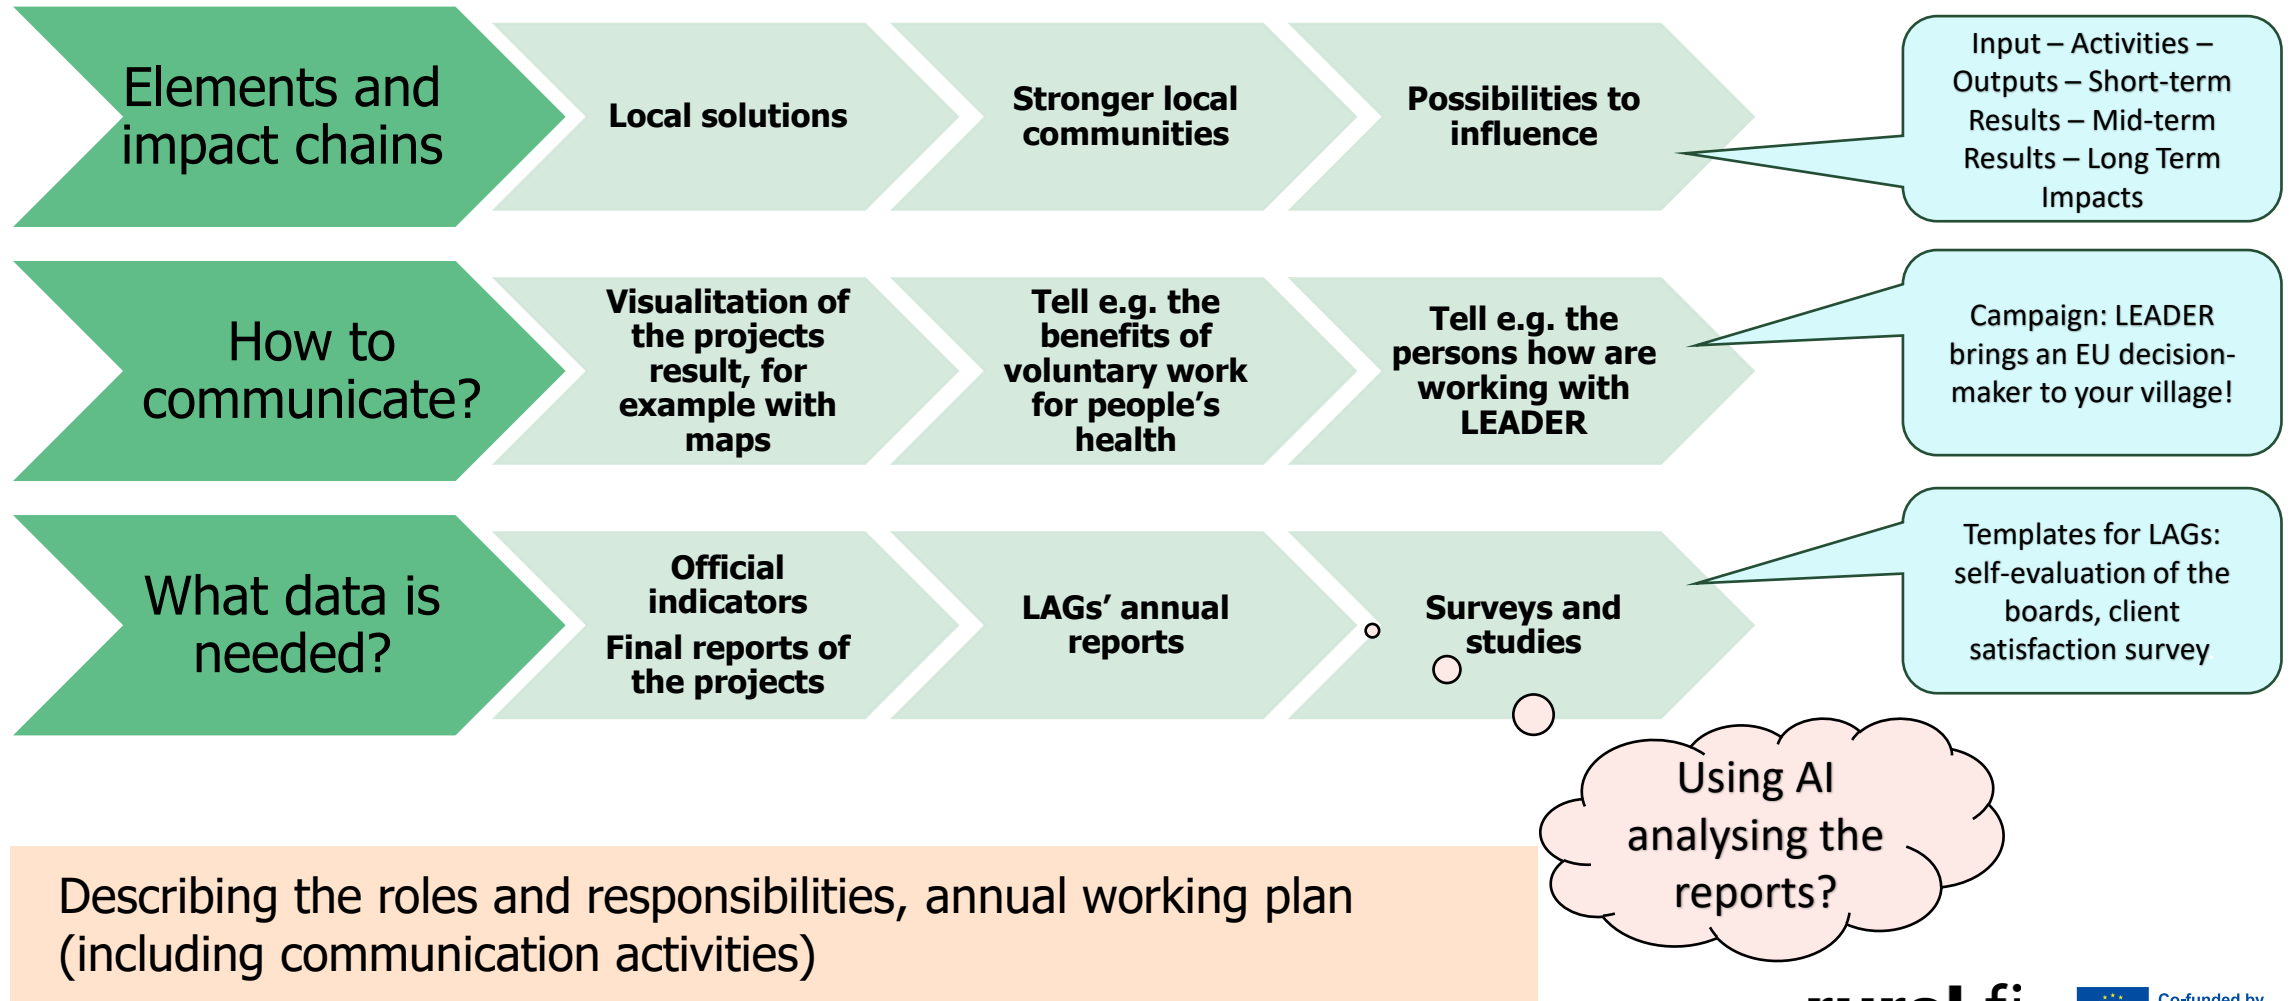 Elements and
impact chains
Local solutions
Stronger local
communities
Possibilities to
influence
Input – Activities –
Outputs – Short-term
Results – Mid-term
Results – Long Term
Impacts
How to
communicate?
Visualitation of
the projects
result, for
example with
maps
Tell e.g. the
benefits of
voluntary work
for people’s
health
Tell e.g. the
persons how are
working with
LEADER
Campaign: LEADER
brings an EU decision-
maker to your village!
What data is
needed?
Official
indicators
Final reports of
the projects
LAGs’ annual
reports
Surveys and
studies
Templates for LAGs:
self-evaluation of the
boards, client
satisfaction survey
Using AI
analysing the
reports?
Describing the roles and responsibilities, annual working plan
(including communication activities)
rural.fi
Co-funded by